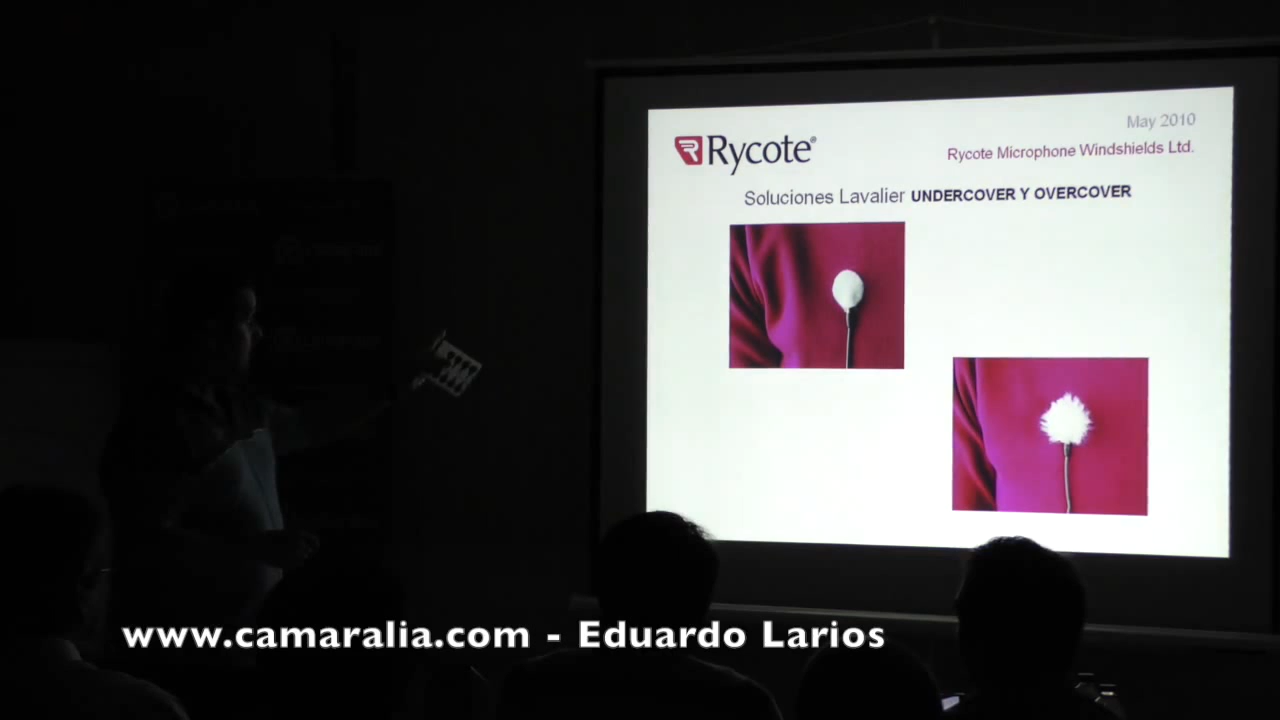 May 2010
Rycote®
Rycote Microphone Windshields Ltd.
Soluciones Lavalier UNDERCOVER Y OVERCOVER
www.camaralia.com - Eduardo Larios